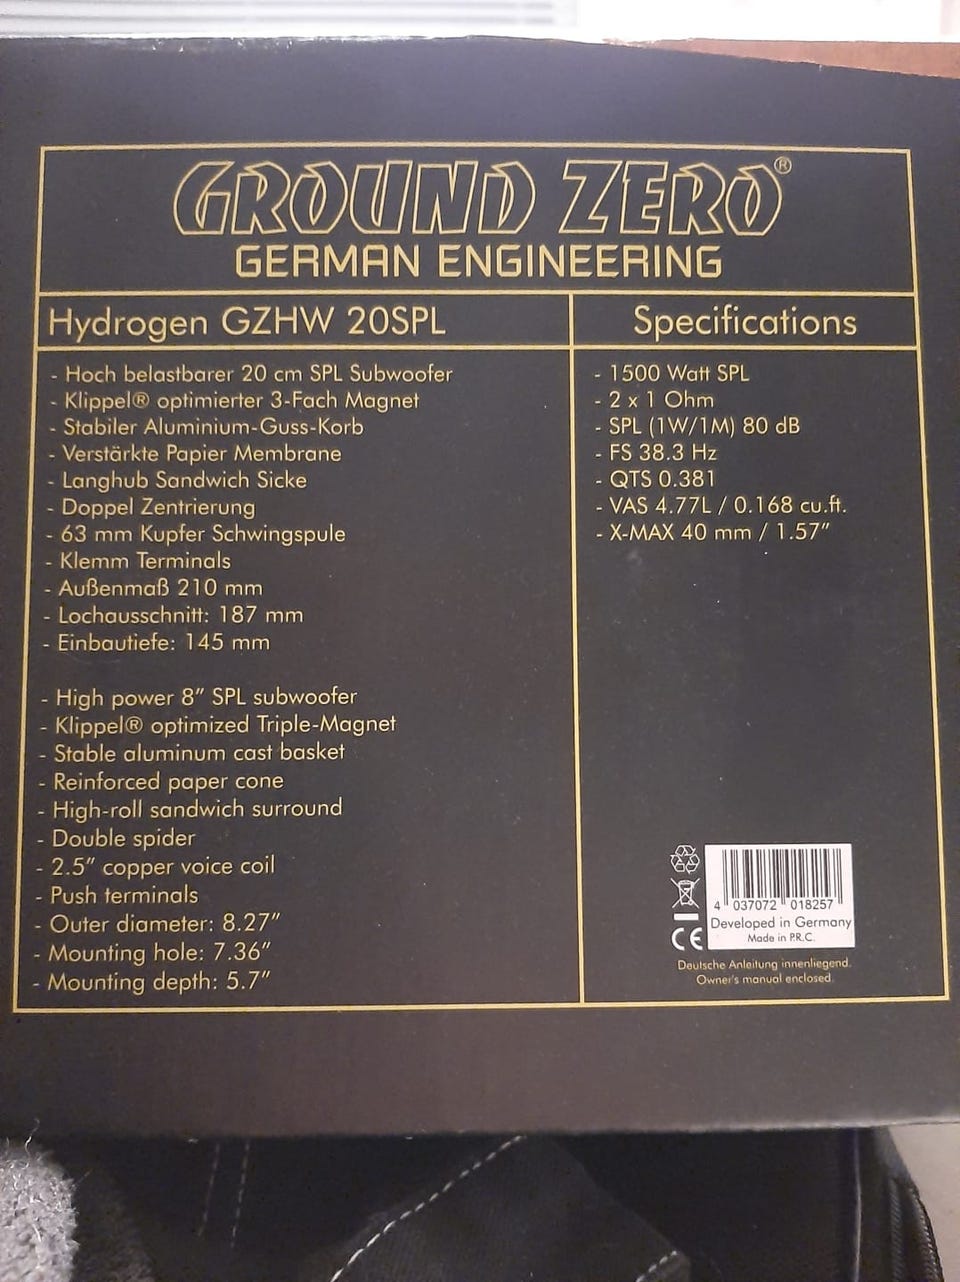 GROUND ZERO®
GERMAN ENGINEERING
Hydrogen GZHW 20SPL
- Hoch belastbarer 20 cm SPL Subwoofer
- Klippel® optimierter 3-Fach Magnet
- Stabiler Aluminium-Guss-Korb
- Verstärkte Papier Membrane
- Langhub Sandwich Sicke
- Doppel Zentrierung
- 63 mm Kupfer Schwingspule
- Klemm Terminals
- Außenmaß 210 mm
- Lochausschnitt: 187 mm
- Einbautiefe: 145 mm
- High power 8" SPL subwoofer
- Klippel® optimized Triple-Magnet
- Stable aluminum cast basket
- Reinforced paper cone
- High-roll sandwich surround
- Double spider
- 2.5" copper voice coil
- Push terminals
- Outer diameter: 8.27"
- Mounting hole: 7.36"
- Mounting depth: 5.7"
Specifications
- 1500 Watt SPL
- 2 x 1 Ohm
- SPL (1W/1M) 80 dB
- FS 38.3 Hz
- QTS 0.381
- VAS 4.77L / 0.168 cu.ft.
- X-MAX 40 mm / 1.57"
4 037072 018257
Developed in Germany
Made in P.R.C.
CE
Deutsche Anleitung innenliegend.
Owner's manual enclosed.